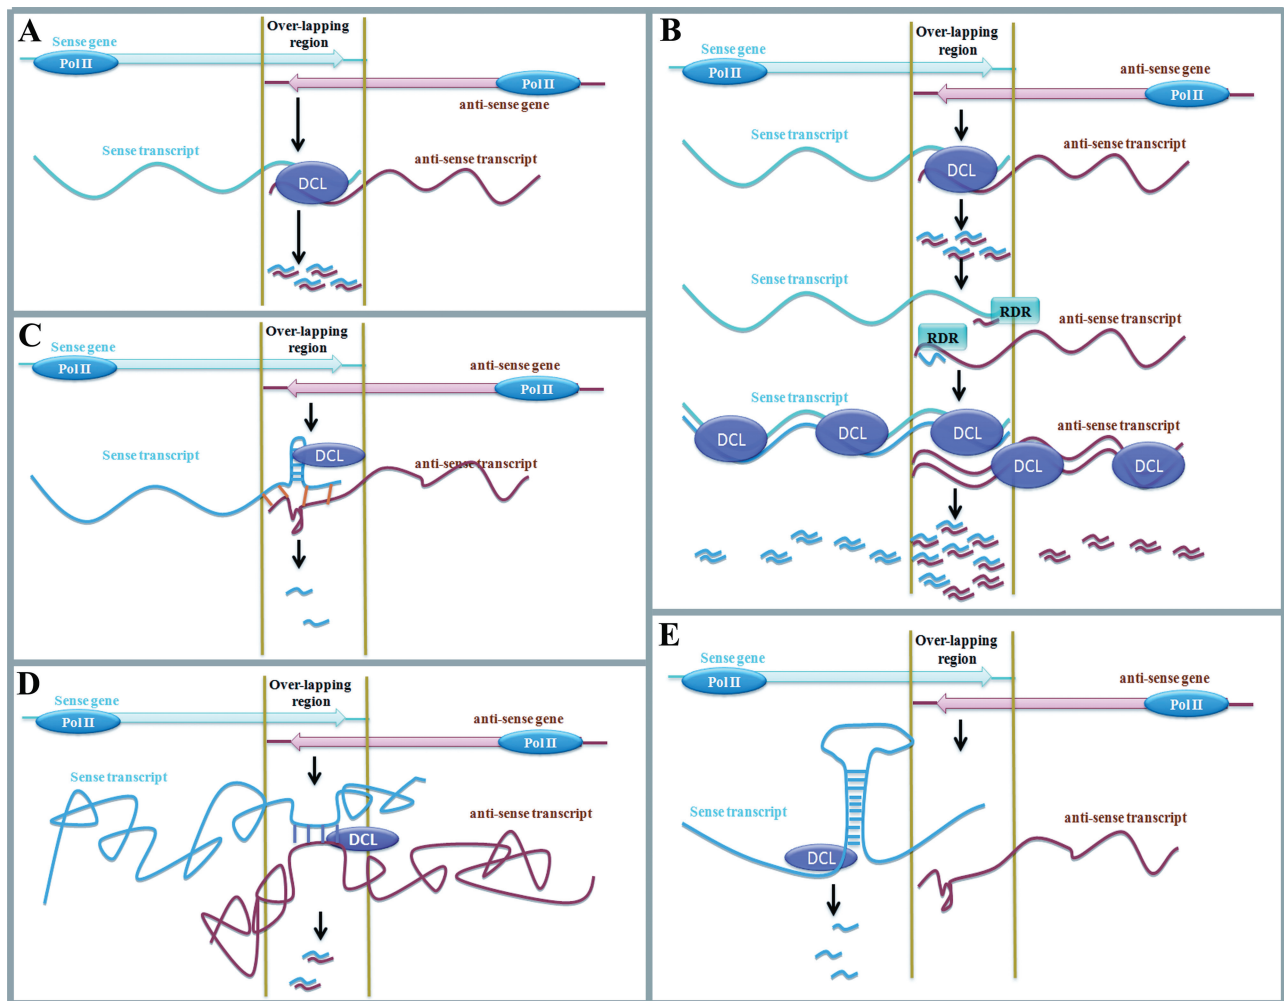 A
Over-lapping
region
Sense gene
Pol II
Pol II
anti-sense gene
Sense transcript
anti-sense transcript
DCL
B
Over-lapping
region
Sense gene
Pol II
anti-sense gene
Pol II
Sense transcript
anti-sense transcript
DCL
Sense transcript
RDR
anti-sense transcript
RDR
Sense transcript
anti-sense transcript
DCL
DCL
DCL
DCL
DCL
C
Over-lapping
region
Sense gene
Pol II
anti-sense gene
Pol II
Sense transcript
DCL
anti-sense transcript
D
Over-lapping
region
Sense gene
Pol II
anti-sense gene
Pol II
Sense transcript
anti-sense transcript
DCL
E
Over-lapping
region
Sense gene
Pol II
anti-sense gene
Pol II
Sense transcript
anti-sense transcript
DCL